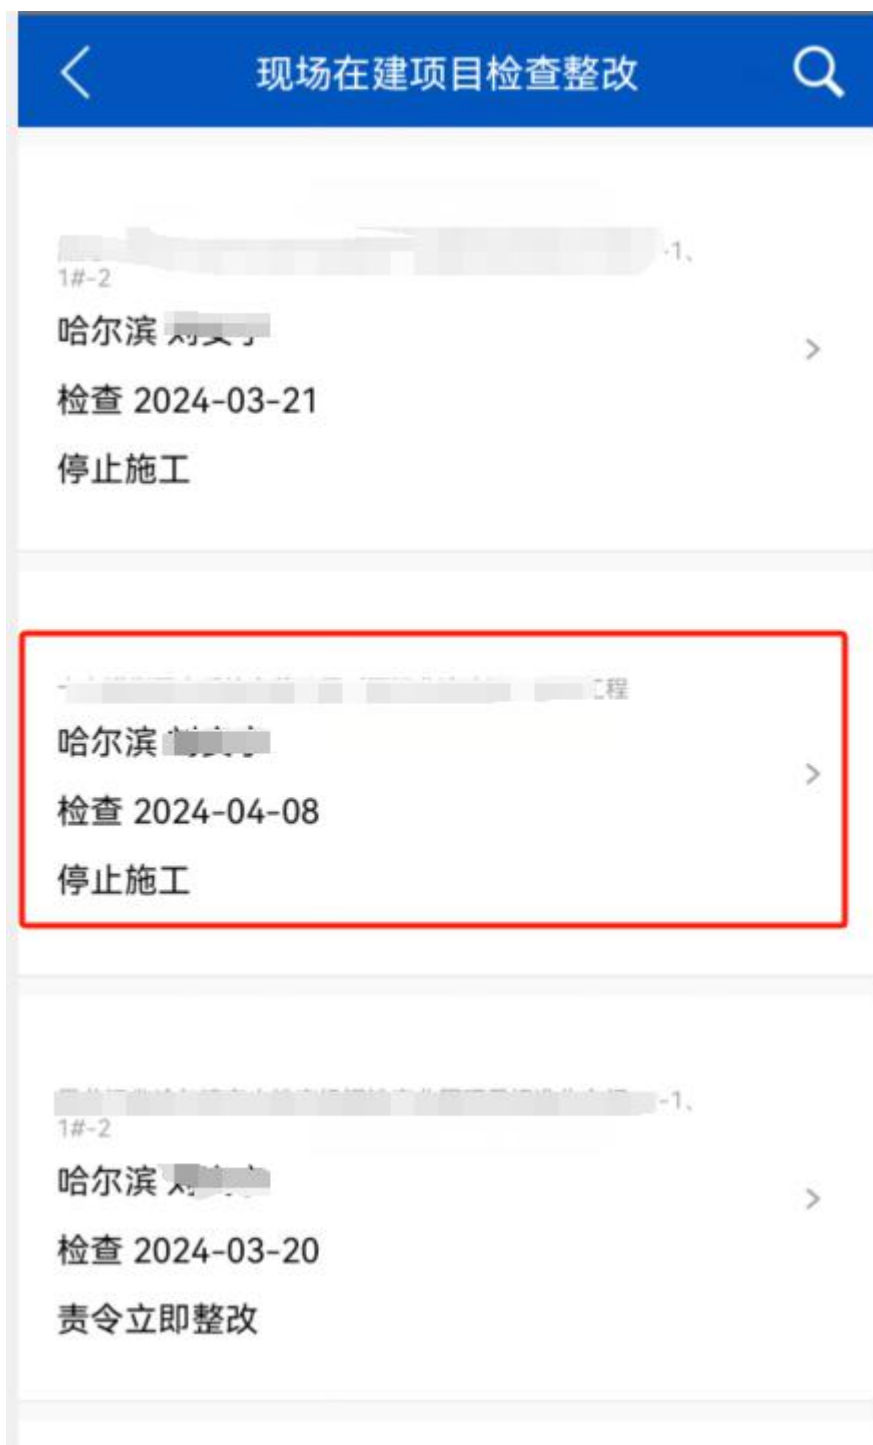 现场在建项目检查整改
-1、
1#-2
哈尔滨
检查 2024-03-21
停止施工
程
哈尔滨
检查 2024-04-08
停止施工
-1、
1#-2
哈尔滨
检查 2024-03-20
责令立即整改